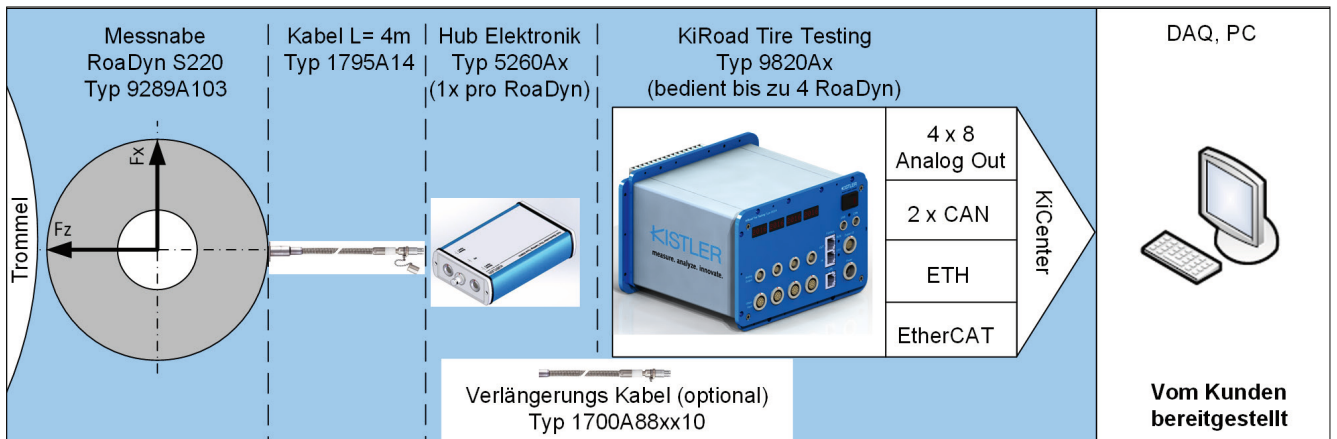 Messnabe
RoaDyn S220
Typ 9289A103
Kabel L= 4m
Typ 1795A14
Hub Elektronik
Typ 5260Ax
(1x pro RoaDyn)
KiRoad Tire Testing
Typ 9820Ax
(bedient bis zu 4 RoaDyn)
DAQ, PC
Trommel
Fx
Fz
KISTLER
measure. analyze. innovate.
KISTLER
4 x 8
Analog Out
2 x CAN
ETH
EtherCAT
KiCenter
Verlängerungs Kabel (optional)
Typ 1700A88xx10
Vom Kunden
bereitgestellt